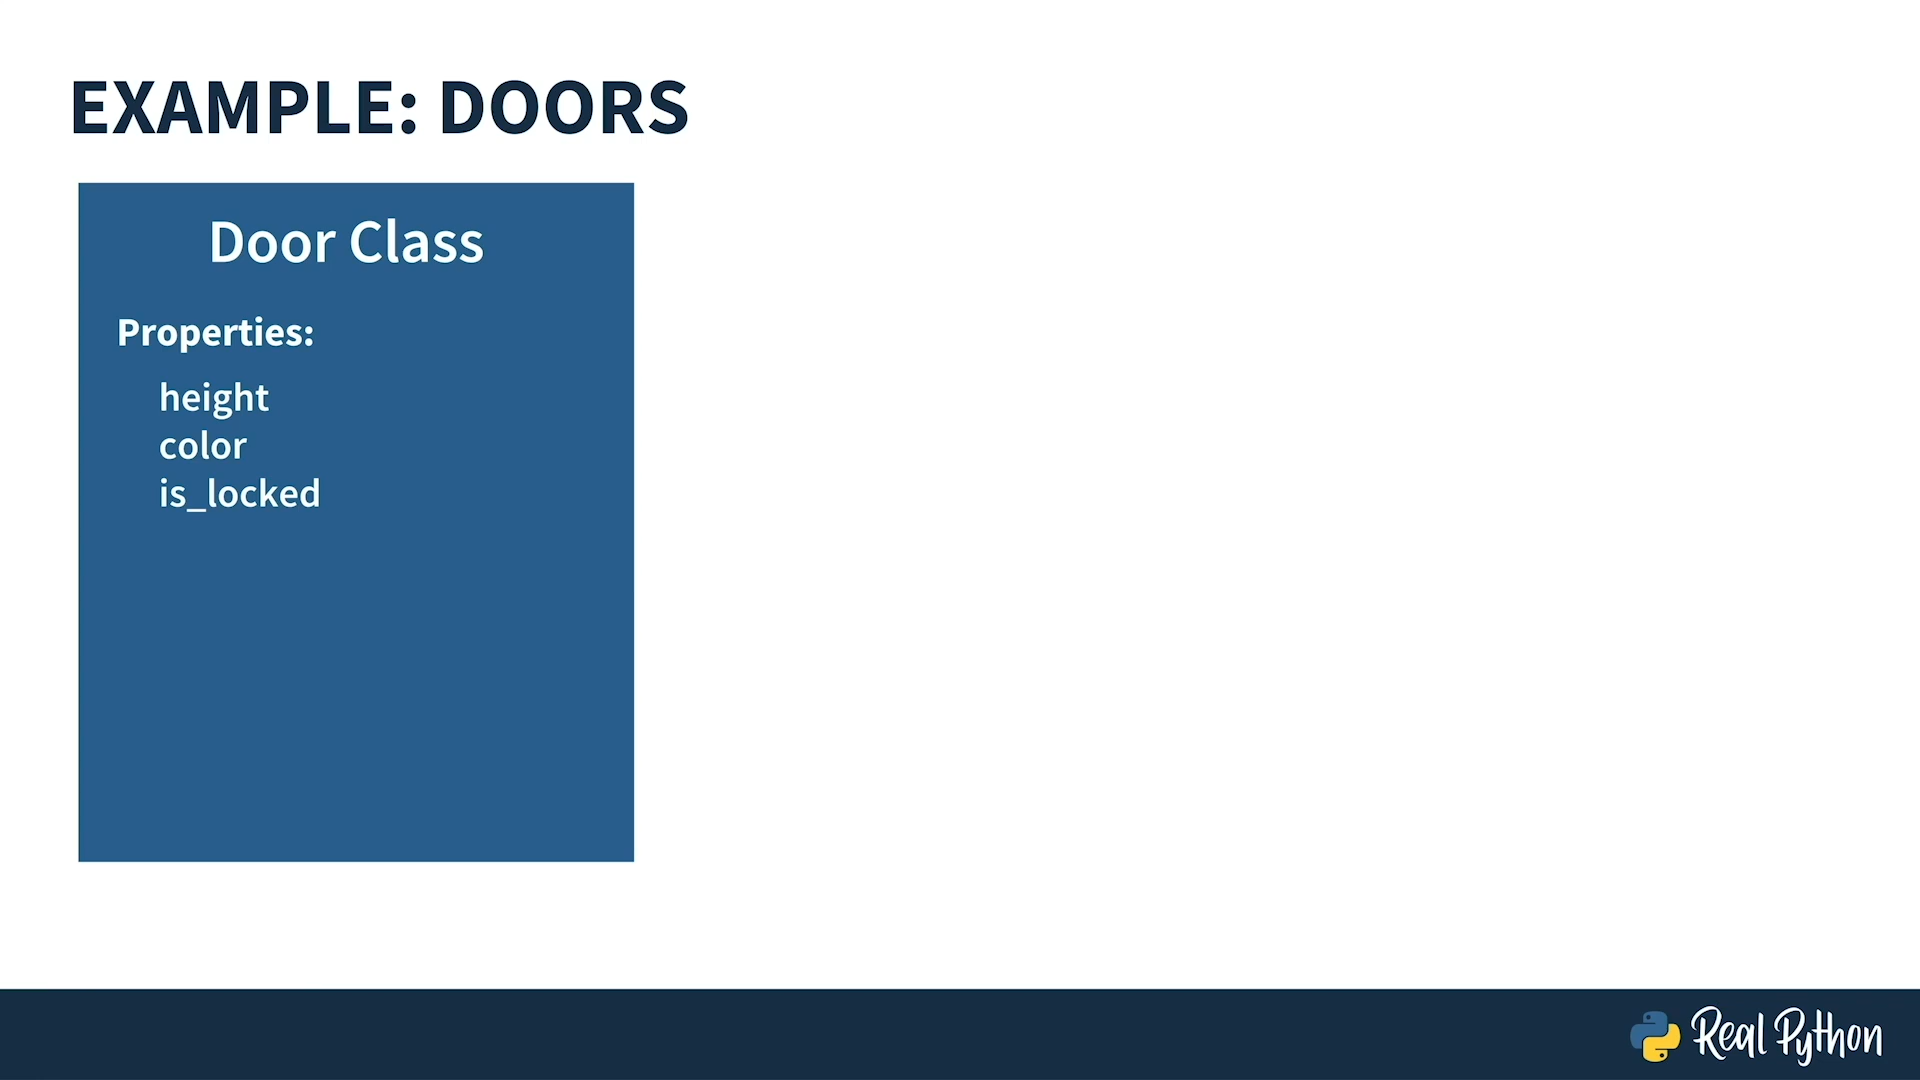 EXAMPLE: DOORS
Door Class
Properties:
height
color
is_locked
Real Python